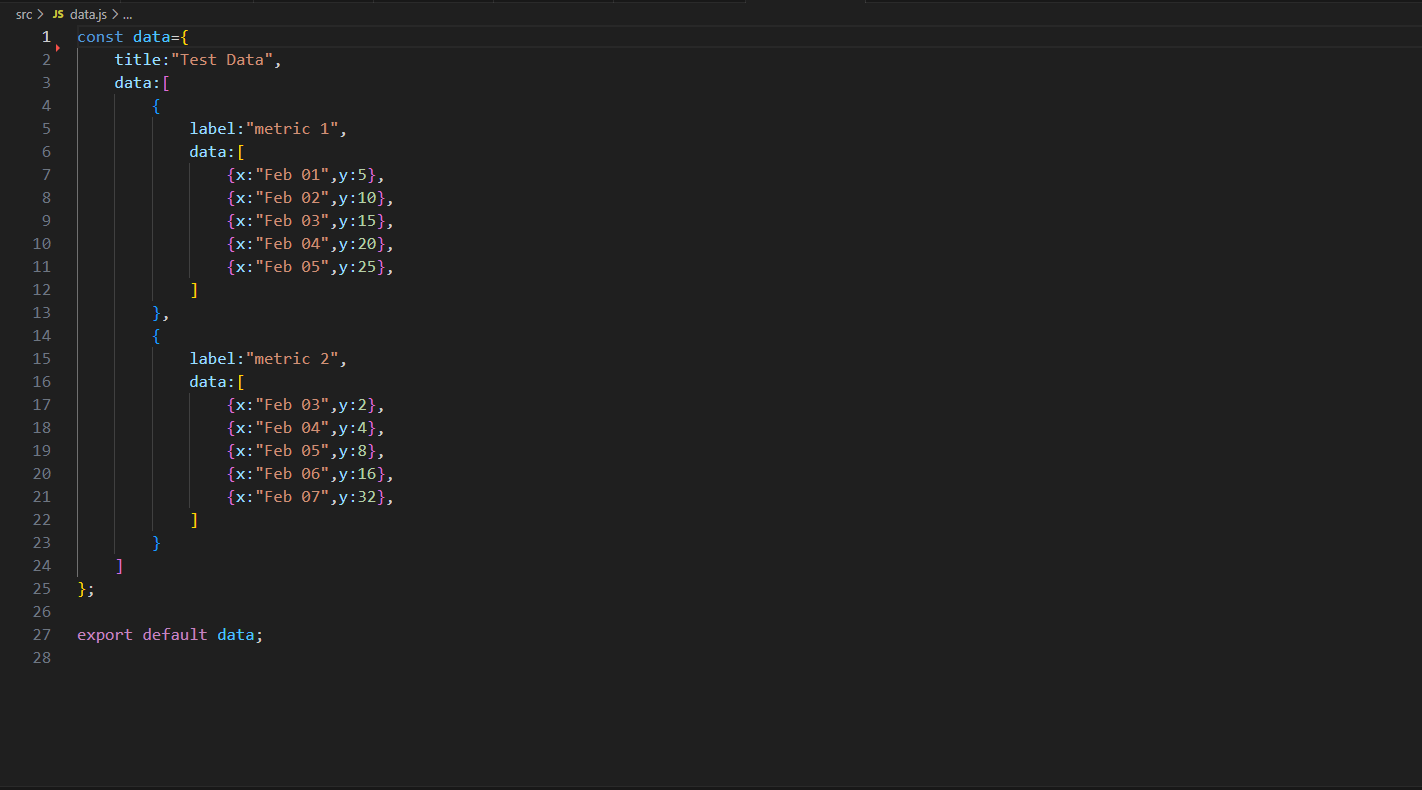 src > JS data.js > ...
1 const data={
2     title:"Test Data",
3     data:[
4         {
5             label:"metric 1",
6             data:[
7                 {x:"Feb 01",y:5},
8                 {x:"Feb 02",y:10},
9                 {x:"Feb 03",y:15},
10                 {x:"Feb 04",y:20},
11                 {x:"Feb 05",y:25},
12             ]
13         },
14         {
15             label:"metric 2",
16             data:[
17                 {x:"Feb 03",y:2},
18                 {x:"Feb 04",y:4},
19                 {x:"Feb 05",y:8},
20                 {x:"Feb 06",y:16},
21                 {x:"Feb 07",y:32},
22             ]
23         }
24     ]
25 };
26
27 export default data;
28